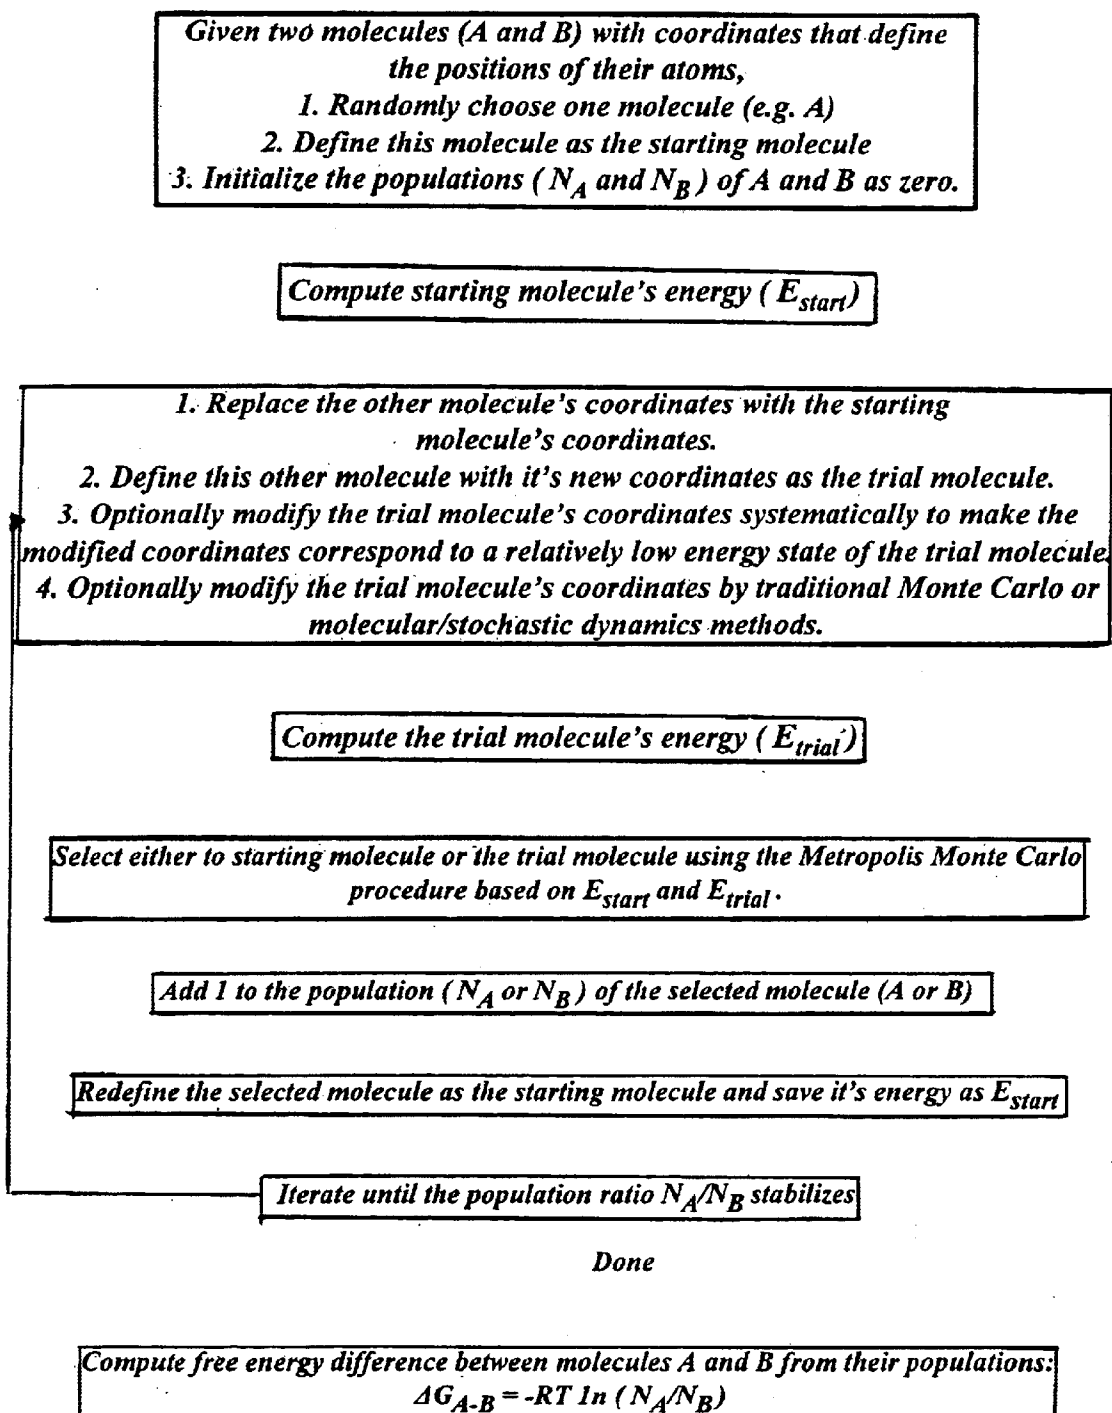 Given two molecules (A and B) with coordinates that define
the positions of their atoms,
1. Randomly choose one molecule (e.g. A)
2. Define this molecule as the starting molecule
3. Initialize the populations ( N_A and N_B ) of A and B as zero.
Compute starting molecule's energy ( E_start )
1. Replace the other molecule's coordinates with the starting
molecule's coordinates.
2. Define this other molecule with it's new coordinates as the trial molecule.
3. Optionally modify the trial molecule's coordinates systematically to make the
modified coordinates correspond to a relatively low energy state of the trial molecule.
4. Optionally modify the trial molecule's coordinates by traditional Monte Carlo or
molecular/stochastic dynamics methods.
Compute the trial molecule's energy ( E_trial )
Select either to starting molecule or the trial molecule using the Metropolis Monte Carlo
procedure based on E_start and E_trial .
Add 1 to the population ( N_A or N_B ) of the selected molecule (A or B)
Redefine the selected molecule as the starting molecule and save it's energy as E_start
Iterate until the population ratio N_A/N_B stabilizes
Done
Compute free energy difference between molecules A and B from their populations:
ΔG_A-B = -RT ln ( N_A/N_B )